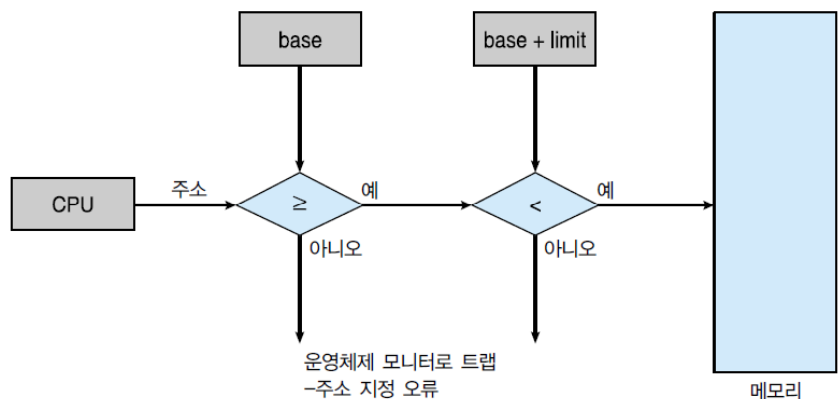 base
base + limit
CPU
주소
≥
예
<
예
아니오
아니오
운영체제 모니터로 트랩
–주소 지정 오류
메모리